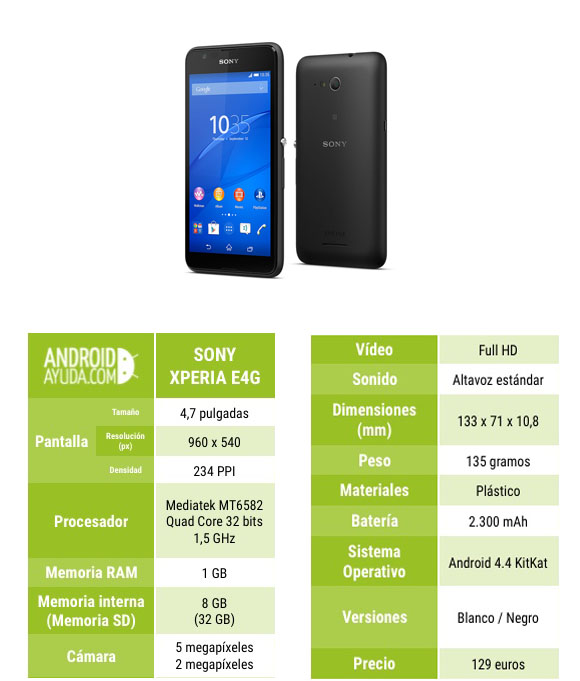 SONY
10:35
Google
10:35
SONY
XPERIA
ANDROID
AYUDA.COM
SONY
XPERIA E4G
Pantalla
Tamaño
4,7 pulgadas
Resolución
(px)
960 x 540
Densidad
234 PPI
Procesador
Mediatek MT6582
Quad Core 32 bits
1,5 GHz
Memoria RAM
1 GB
Memoria interna
(Memoria SD)
8 GB
(32 GB)
Cámara
5 megapíxeles
2 megapíxeles
Vídeo
Full HD
Sonido
Altavoz estándar
Dimensiones
(mm)
133 x 71 x 10,8
Peso
135 gramos
Materiales
Plástico
Batería
2.300 mAh
Sistema
Operativo
Android 4.4 KitKat
Versiones
Blanco / Negro
Precio
129 euros